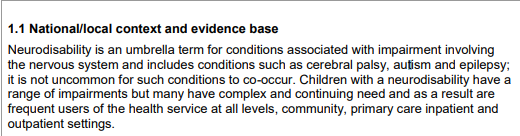 1.1 National/local context and evidence base
Neurodisability is an umbrella term for conditions associated with impairment involving
the nervous system and includes conditions such as cerebral palsy, autism and epilepsy;
it is not uncommon for such conditions to co-occur. Children with a neurodisability have a
range of impairments but many have complex and continuing need and as a result are
frequent users of the health service at all levels, community, primary care inpatient and
outpatient settings.